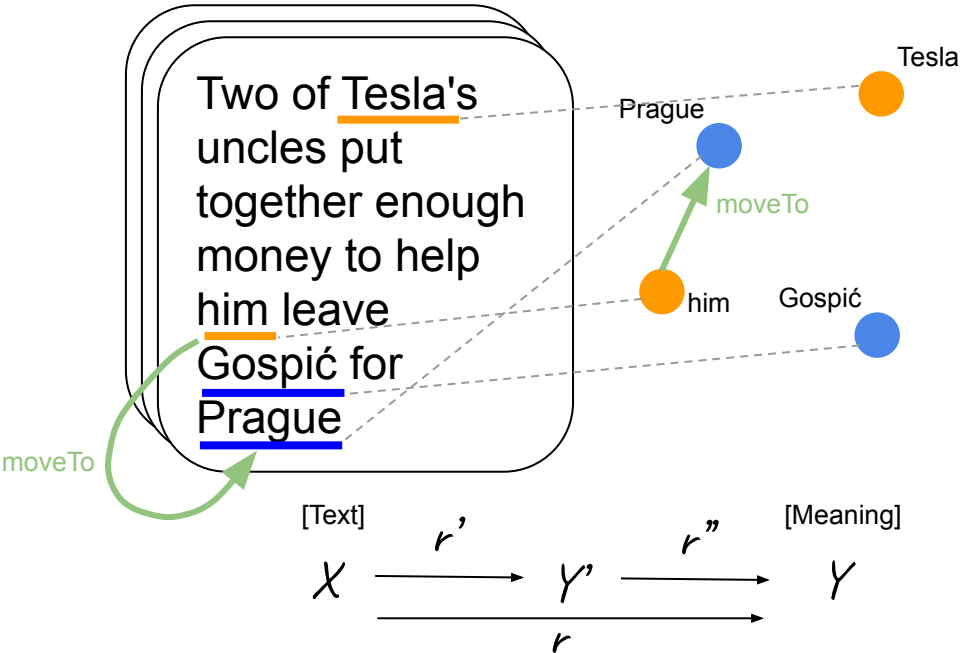 Two of Tesla's
uncles put
together enough
money to help
him leave
Gospić for
Prague
moveTo
Tesla
Prague
moveTo
him
Gospić
[Text]
[Meaning]
X
r'
Y'
r"
Y
r